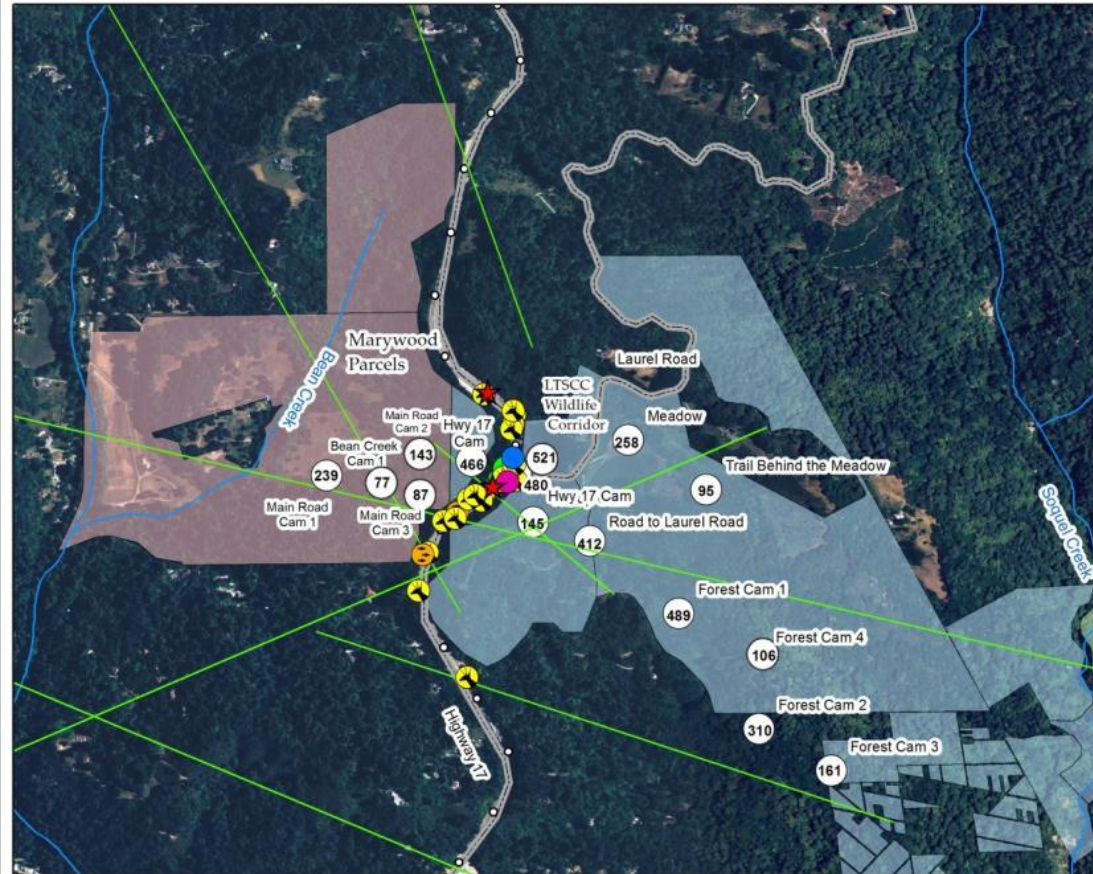 Marywood
Parcels
Bean Creek
Laurel Road
LTSCC
Wildlife
Corridor
Meadow
258
Main Road
Cam 2
143
Hwy 17
Cam
466
521
Bean Creek
Cam 1
77
239
Main Road
Cam 1
87
Main Road
Cam 3
480
Hwy 17 Cam
145
Trail Behind the Meadow
95
Road to Laurel Road
412
Soquel Creek
Forest Cam 1
489
Forest Cam 4
106
Forest Cam 2
310
Forest Cam 3
161
Highway 17